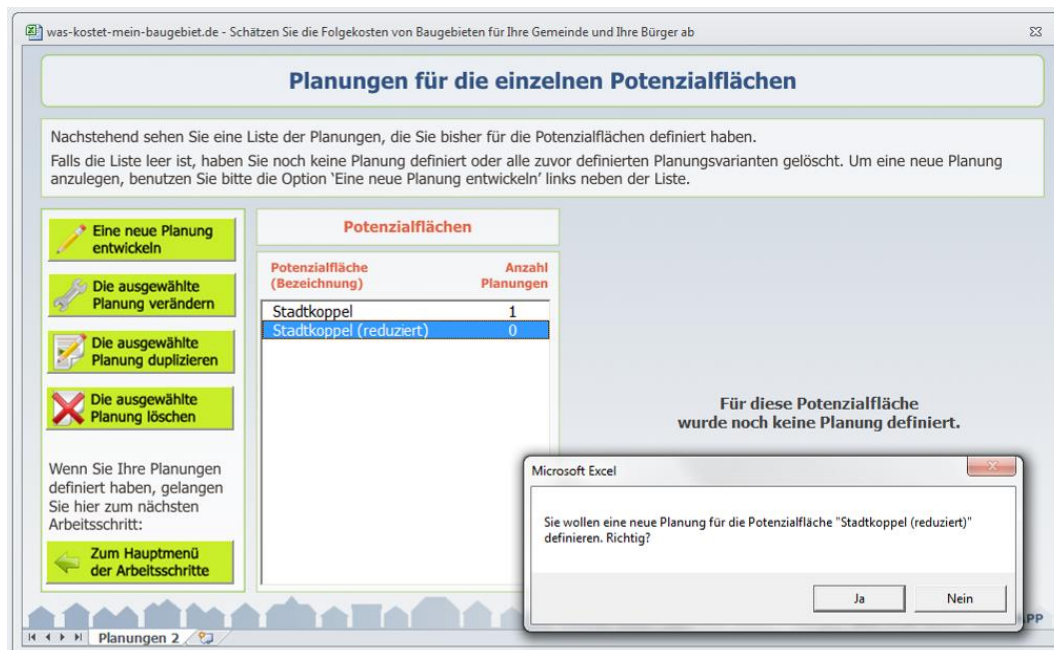 was-kostet-mein-baugebiet.de - Schätzen Sie die Folgekosten von Baugebieten für Ihre Gemeinde und Ihre Bürger ab
Planungen für die einzelnen Potenzialflächen
Nachstehend sehen Sie eine Liste der Planungen, die Sie bisher für die Potenzialflächen definiert haben.
Falls die Liste leer ist, haben Sie noch keine Planung definiert oder alle zuvor definierten Planungsvarianten gelöscht. Um eine neue Planung
anzulegen, benutzen Sie bitte die Option 'Eine neue Planung entwickeln' links neben der Liste.
Eine neue Planung
entwickeln
Die ausgewählte
Planung verändern
Die ausgewählte
Planung duplizieren
Die ausgewählte
Planung löschen
Wenn Sie Ihre Planungen
definiert haben, gelangen
Sie hier zum nächsten
Arbeitsschritt:
Zum Hauptmenü
der Arbeitsschritte
Potenzialflächen
Potenzialfläche Anzahl
(Bezeichnung) Planungen
Stadtkoppel 1
Stadtkoppel (reduziert) 0
Für diese Potenzialfläche
wurde noch keine Planung definiert.
Microsoft Excel
Sie wollen eine neue Planung für die Potenzialfläche "Stadtkoppel (reduziert)"
definieren. Richtig?
Ja Nein
Planungen 2